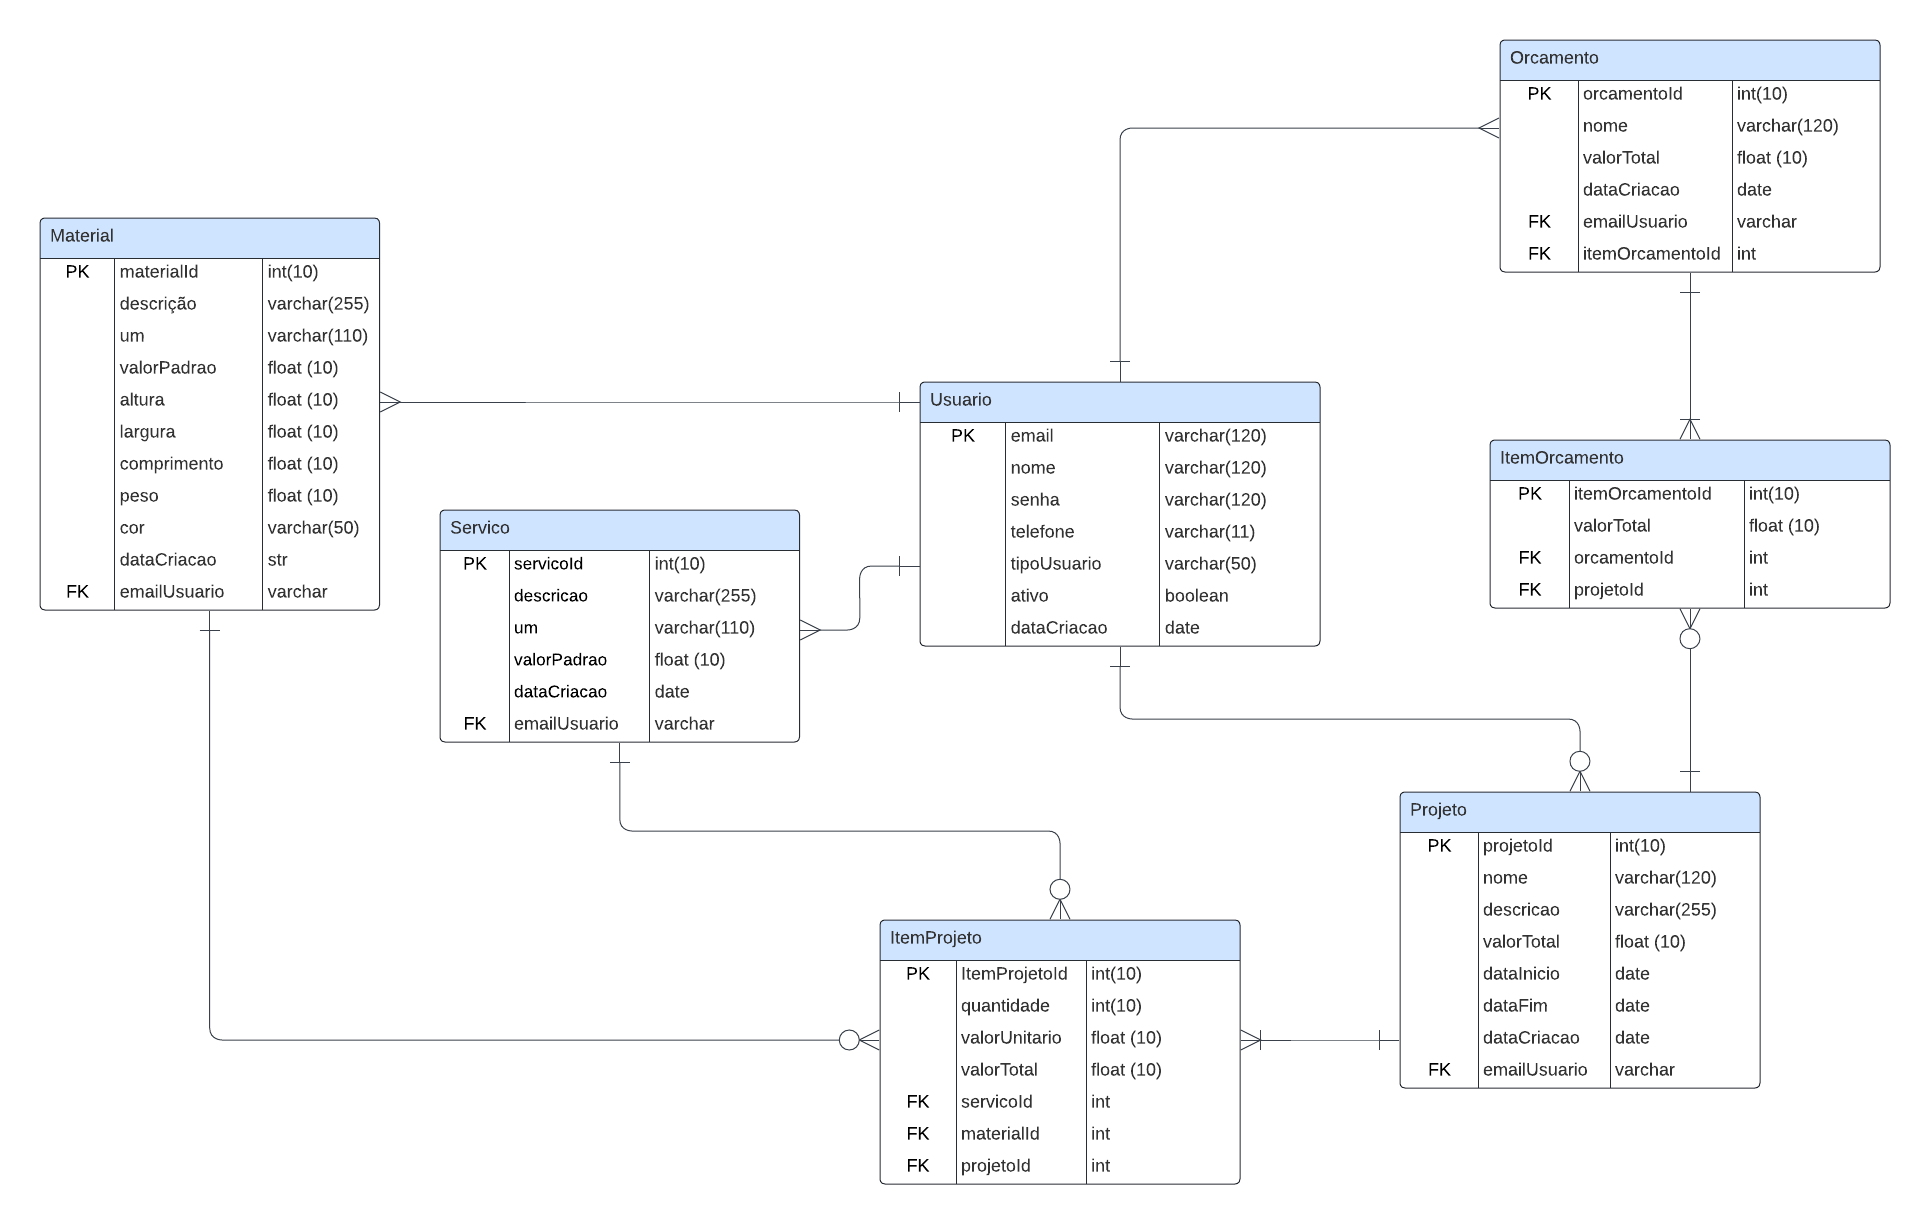 Orcamento
PK orcamentoId int(10)
nome varchar(120)
valorTotal float (10)
dataCriacao date
FK emailUsuario varchar
FK itemOrcamentoId int
Material
PK materialId int(10)
descrição varchar(255)
um varchar(110)
valorPadrao float (10)
altura float (10)
largura float (10)
comprimento float (10)
peso float (10)
cor varchar(50)
dataCriacao str
FK emailUsuario varchar
Usuario
PK email varchar(120)
nome varchar(120)
senha varchar(120)
telefone varchar(11)
tipoUsuario varchar(50)
ativo boolean
dataCriacao date
ItemOrcamento
PK itemOrcamentoId int(10)
valorTotal float (10)
FK orcamentoId int
FK projetoId int
Servico
PK servicoId int(10)
descricao varchar(255)
um varchar(110)
valorPadrao float (10)
dataCriacao date
FK emailUsuario varchar
Projeto
PK projetoId int(10)
nome varchar(120)
descricao varchar(255)
valorTotal float (10)
dataInicio date
dataFim date
dataCriacao date
FK emailUsuario varchar
ItemProjeto
PK ItemProjetoId int(10)
quantidade int(10)
valorUnitario float (10)
valorTotal float (10)
FK servicoId int
FK materialId int
FK projetoId int